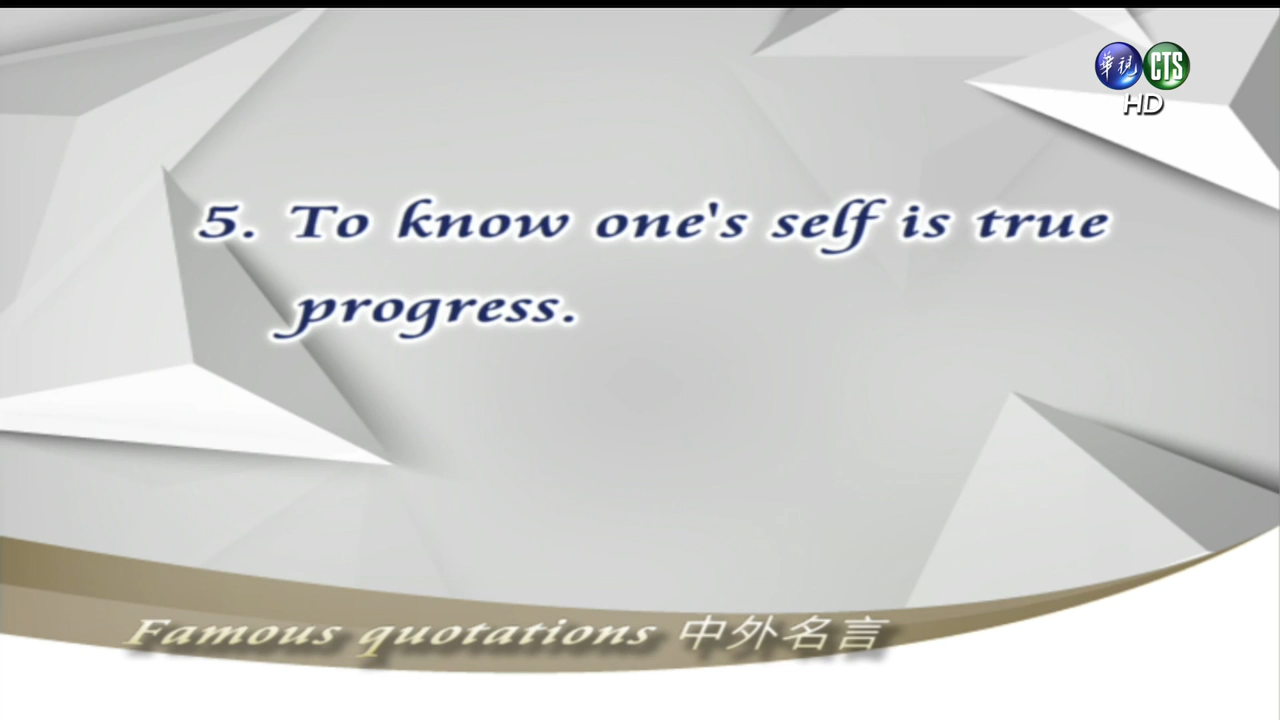 華視 CTS
HD
5. To know one's self is true
progress.
Famous quotations 中外名言